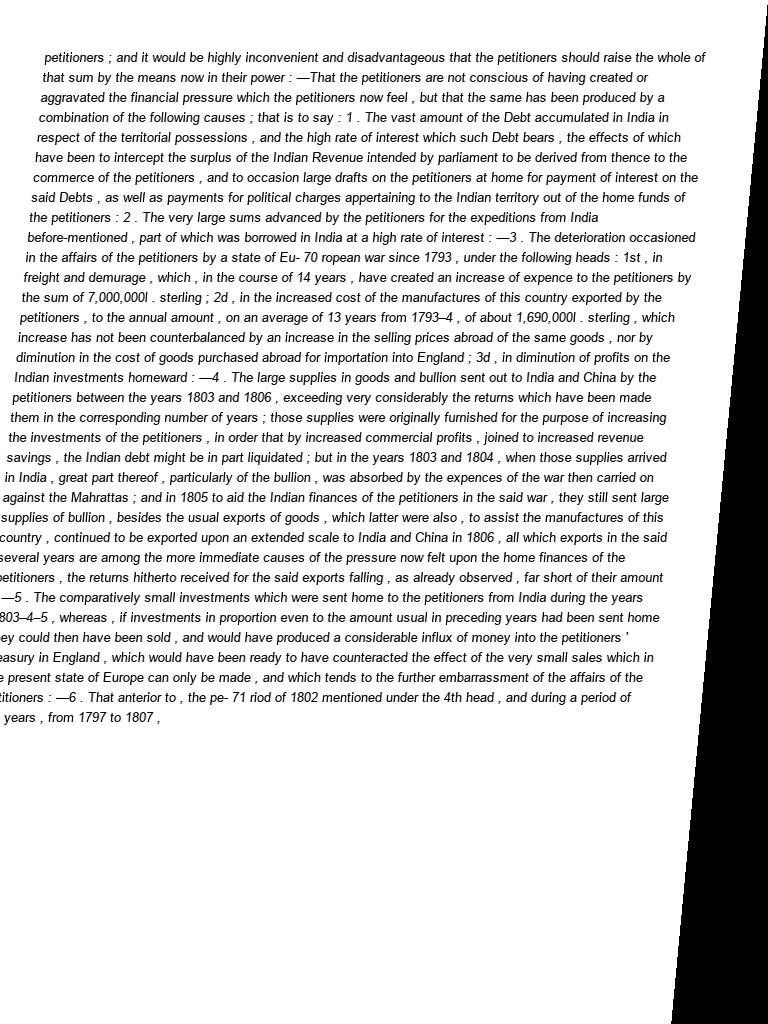 petitioners ; and it would be highly inconvenient and disadvantageous that the petitioners should raise the whole of
that sum by the means now in their power : —That the petitioners are not conscious of having created or
aggravated the financial pressure which the petitioners now feel , but that the same has been produced by a
combination of the following causes ; that is to say : 1 . The vast amount of the Debt accumulated in India in
respect of the territorial possessions , and the high rate of interest which such Debt bears , the effects of which
have been to intercept the surplus of the Indian Revenue intended by parliament to be derived from thence to the
commerce of the petitioners , and to occasion large drafts on the petitioners at home for payment of interest on the
said Debts , as well as payments for political charges appertaining to the Indian territory out of the home funds of
the petitioners : 2 . The very large sums advanced by the petitioners for the expeditions from India
before-mentioned , part of which was borrowed in India at a high rate of interest : —3 . The deterioration occasioned
in the affairs of the petitioners by a state of Eu- 70 ropean war since 1793 , under the following heads : 1st , in
freight and demurage , which , in the course of 14 years , have created an increase of expence to the petitioners by
the sum of 7,000,000l . sterling ; 2d , in the increased cost of the manufactures of this country exported by the
petitioners , to the annual amount , on an average of 13 years from 1793–4 , of about 1,690,000l . sterling , which
increase has not been counterbalanced by an increase in the selling prices abroad of the same goods , nor by
diminution in the cost of goods purchased abroad for importation into England ; 3d , in diminution of profits on the
Indian investments homeward : —4 . The large supplies in goods and bullion sent out to India and China by the
petitioners between the years 1803 and 1806 , exceeding very considerably the returns which have been made
them in the corresponding number of years ; those supplies were originally furnished for the purpose of increasing
the investments of the petitioners , in order that by increased commercial profits , joined to increased revenue
savings , the Indian debt might be in part liquidated ; but in the years 1803 and 1804 , when those supplies arrived
in India , great part thereof , particularly of the bullion , was absorbed by the expences of the war then carried on
against the Mahrattas ; and in 1805 to aid the Indian finances of the petitioners in the said war , they still sent large
supplies of bullion , besides the usual exports of goods , which latter were also , to assist the manufactures of this
country , continued to be exported upon an extended scale to India and China in 1806 , all which exports in the said
several years are among the more immediate causes of the pressure now felt upon the home finances of the
petitioners , the returns hitherto received for the said exports falling , as already observed , far short of their amount
—5 . The comparatively small investments which were sent home to the petitioners from India during the years
803–4–5 , whereas , if investments in proportion even to the amount usual in preceding years had been sent home
ey could then have been sold , and would have produced a considerable influx of money into the petitioners '
easury in England , which would have been ready to have counteracted the effect of the very small sales which in
e present state of Europe can only be made , and which tends to the further embarrassment of the affairs of the
titioners : —6 . That anterior to , the pe- 71 riod of 1802 mentioned under the 4th head , and during a period of
years , from 1797 to 1807 ,